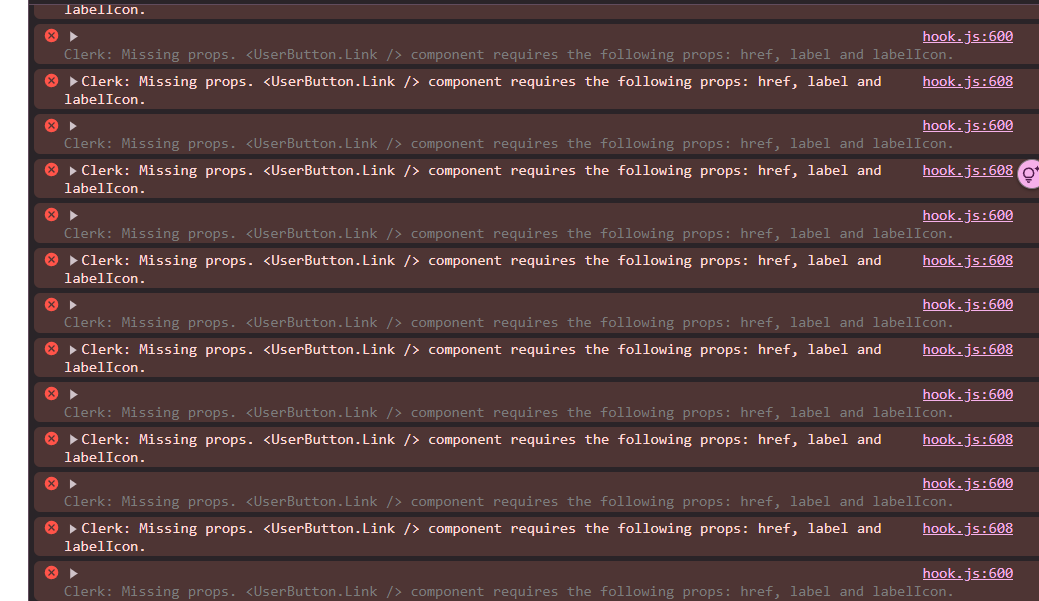 labelIcon.
hook.js:600
Clerk: Missing props. <UserButton.Link /> component requires the following props: href, label and labelIcon.
Clerk: Missing props. <UserButton.Link /> component requires the following props: href, label and hook.js:608
labelIcon.
hook.js:600
Clerk: Missing props. <UserButton.Link /> component requires the following props: href, label and labelIcon.
Clerk: Missing props. <UserButton.Link /> component requires the following props: href, label and hook.js:608
labelIcon.
hook.js:600
Clerk: Missing props. <UserButton.Link /> component requires the following props: href, label and labelIcon.
Clerk: Missing props. <UserButton.Link /> component requires the following props: href, label and hook.js:608
labelIcon.
hook.js:600
Clerk: Missing props. <UserButton.Link /> component requires the following props: href, label and labelIcon.
Clerk: Missing props. <UserButton.Link /> component requires the following props: href, label and hook.js:608
labelIcon.
hook.js:600
Clerk: Missing props. <UserButton.Link /> component requires the following props: href, label and labelIcon.
Clerk: Missing props. <UserButton.Link /> component requires the following props: href, label and hook.js:608
labelIcon.
hook.js:600
Clerk: Missing props. <UserButton.Link /> component requires the following props: href, label and labelIcon.
Clerk: Missing props. <UserButton.Link /> component requires the following props: href, label and hook.js:608
labelIcon.
hook.js:600
Clerk: Missing props. <UserButton.Link /> component requires the following props: href, label and labelIcon.